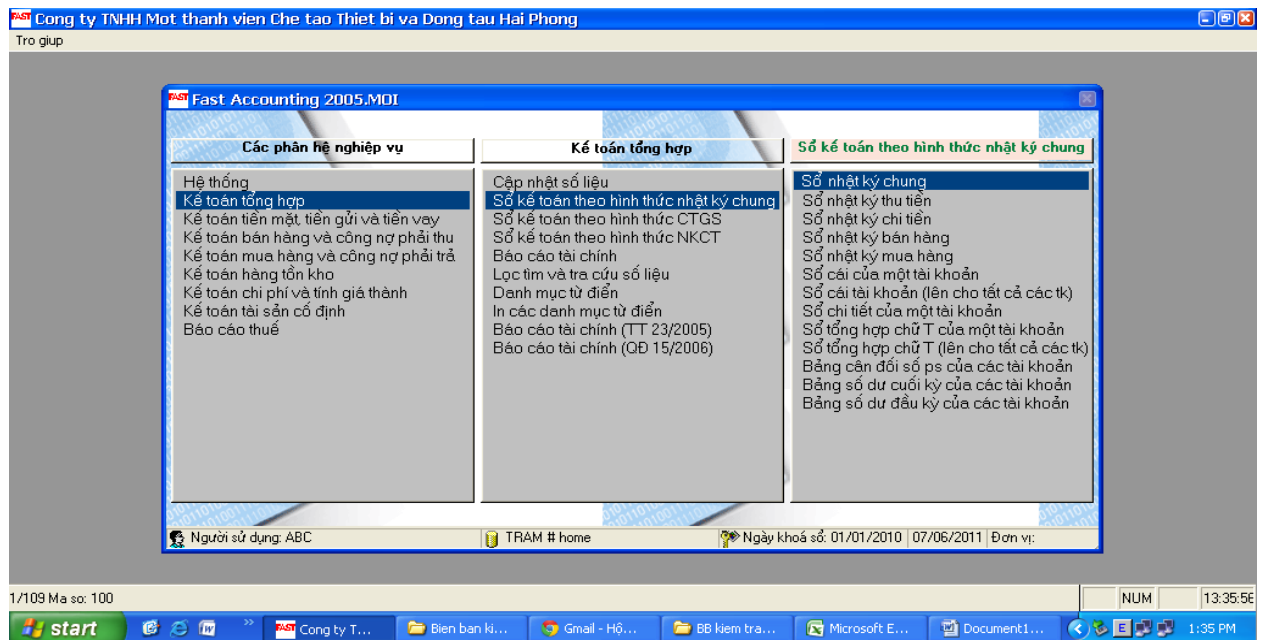 FAST Cong ty TNHH Mot thanh vien Che tao Thiet bi va Dong tau Hai Phong
Tro giup
FAST Fast Accounting 2005.MOI
Các phân hệ nghiệp vụ
Hệ thống
Kế toán tổng hợp
Kế toán tiền mặt, tiền gửi và tiền vay
Kế toán bán hàng và công nợ phải thu
Kế toán mua hàng và công nợ phải trả
Kế toán hàng tồn kho
Kế toán chi phí và tính giá thành
Kế toán tài sản cố định
Báo cáo thuế
Kế toán tổng hợp
Cập nhật số liệu
Sổ kế toán theo hình thức nhật ký chung
Sổ kế toán theo hình thức CTGS
Sổ kế toán theo hình thức NKCT
Báo cáo tài chính
Lọc tìm và tra cứu số liệu
Danh mục từ điển
In các danh mục từ điển
Báo cáo tài chính (TT 23/2005)
Báo cáo tài chính (QĐ 15/2006)
Sổ kế toán theo hình thức nhật ký chung
Sổ nhật ký chung
Sổ nhật ký thu tiền
Sổ nhật ký chi tiền
Sổ nhật ký bán hàng
Sổ nhật ký mua hàng
Sổ cái của một tài khoản
Sổ cái tài khoản (lên cho tất cả các tk)
Sổ chi tiết của một tài khoản
Sổ tổng hợp chữ T của một tài khoản
Sổ tổng hợp chữ T (lên cho tất cả các tk)
Bảng cân đối số ps của các tài khoản
Bảng số dư cuối kỳ của các tài khoản
Bảng số dư đầu kỳ của các tài khoản
Người sử dụng: ABC TRAM # home Ngày khoá sổ: 01/01/2010 07/06/2011 Đơn vị:
1/109 Ma so: 100 NUM 13:35:56
start » FAST Cong ty T... Bien ban ki... Gmail - Hộ... BB kiem tra... Microsoft E... Document1... E 1:35 PM